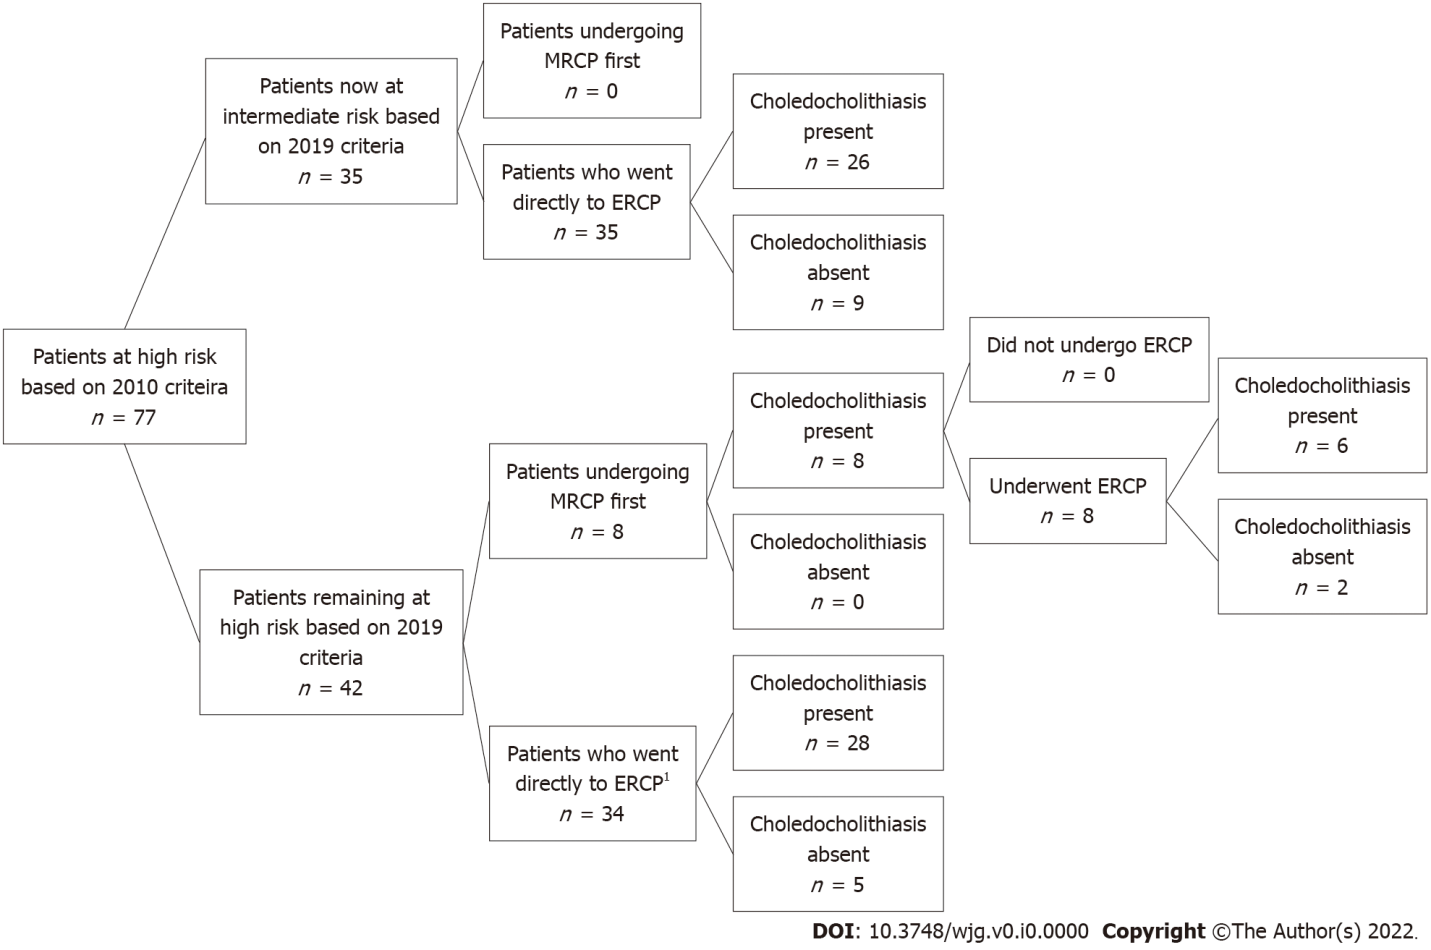 Patients at high risk
based on 2010 criteira
n = 77
Patients now at
intermediate risk based
on 2019 criteria
n = 35
Patients undergoing
MRCP first
n = 0
Patients who went
directly to ERCP
n = 35
Choledocholithiasis
present
n = 26
Choledocholithiasis
absent
n = 9
Patients remaining at
high risk based on 2019
criteria
n = 42
Patients undergoing
MRCP first
n = 8
Choledocholithiasis
present
n = 8
Did not undergo ERCP
n = 0
Underwent ERCP
n = 8
Choledocholithiasis
present
n = 6
Choledocholithiasis
absent
n = 2
Choledocholithiasis
absent
n = 0
Patients who went
directly to ERCP¹
n = 34
Choledocholithiasis
present
n = 28
Choledocholithiasis
absent
n = 5
DOI: 10.3748/wjg.v0.i0.0000 Copyright ©The Author(s) 2022.